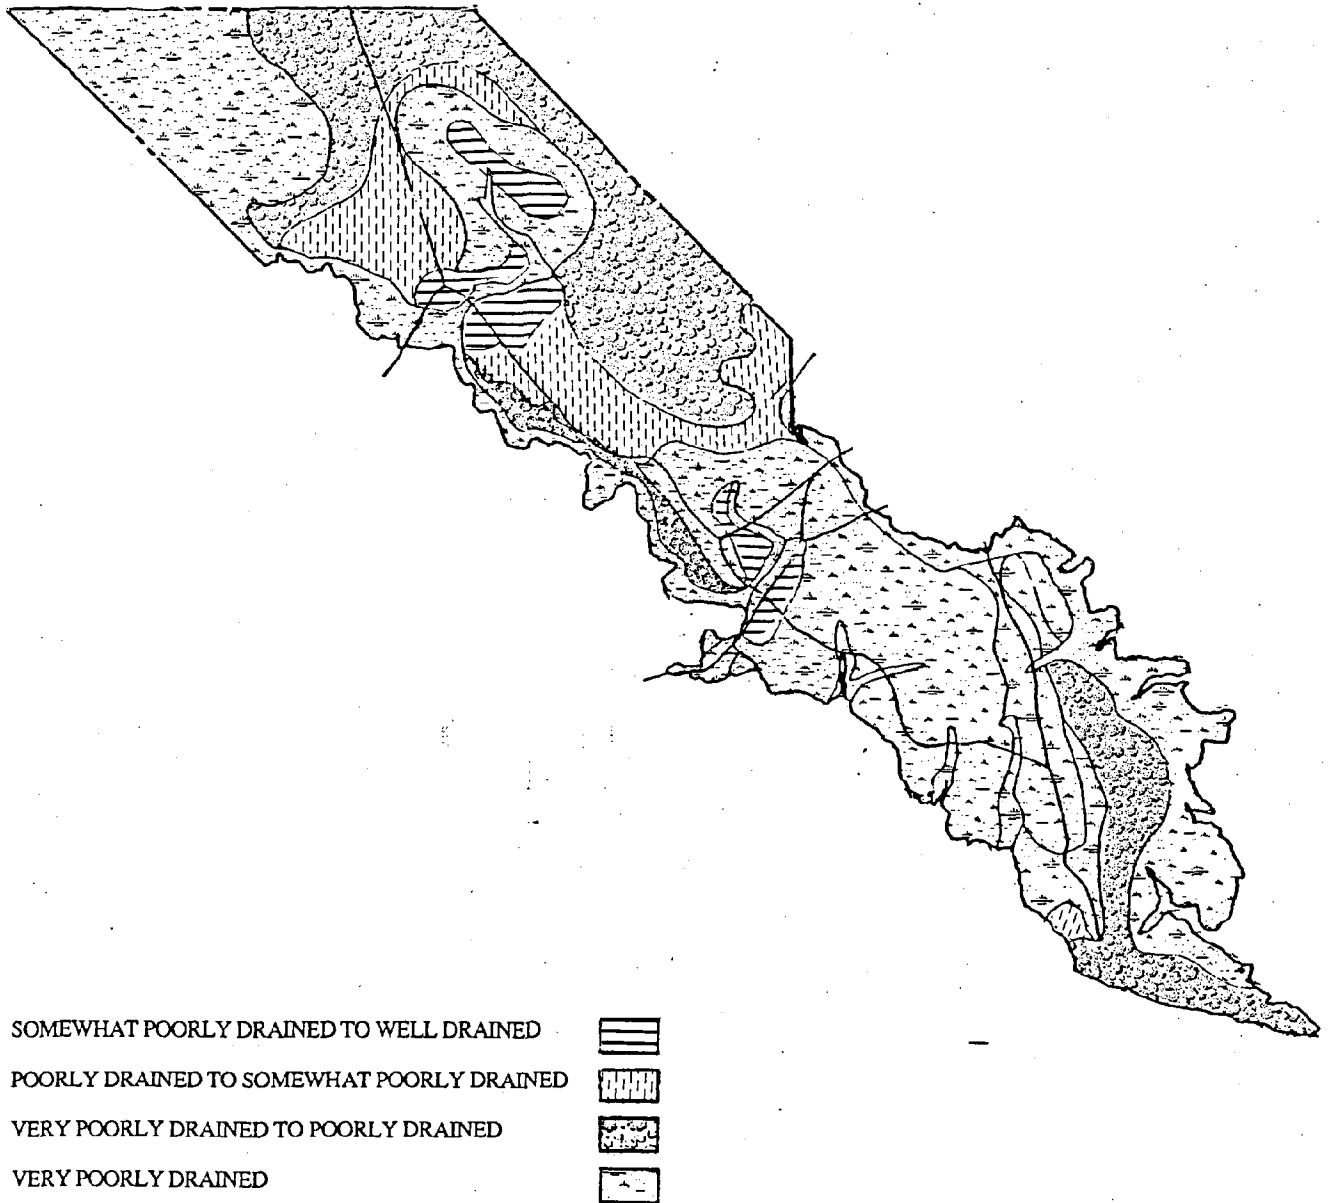 SOMEWHAT POORLY DRAINED TO WELL DRAINED
POORLY DRAINED TO SOMEWHAT POORLY DRAINED
VERY POORLY DRAINED TO POORLY DRAINED
VERY POORLY DRAINED